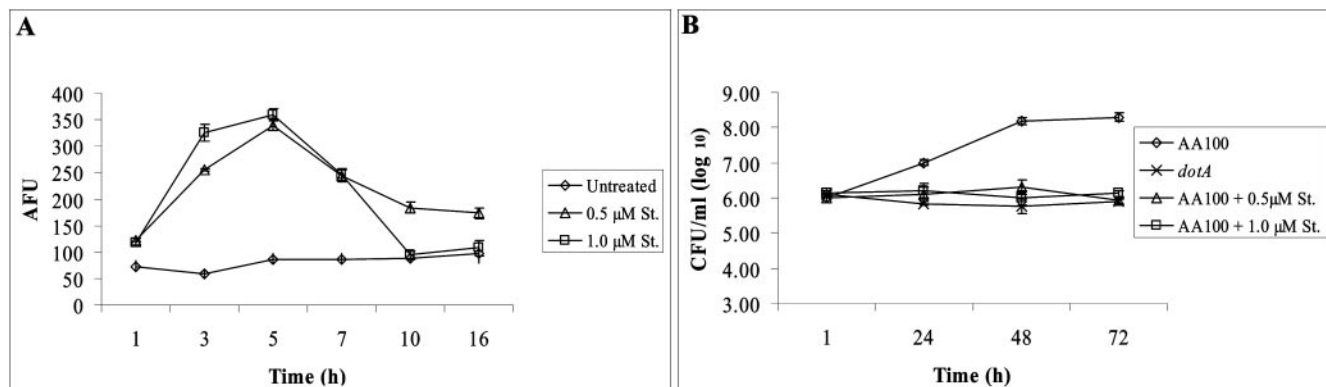 A
AFU
400
350
300
250
200
150
100
50
0
1 3 5 7 10 16
Time (h)
Untreated
0.5 μM St.
1.0 μM St.
B
CFU/ml (log 10)
9.00
8.00
7.00
6.00
5.00
4.00
3.00
1 24 48 72
Time (h)
AA100
dotA
AA100 + 0.5μM St.
AA100 + 1.0 μM St.